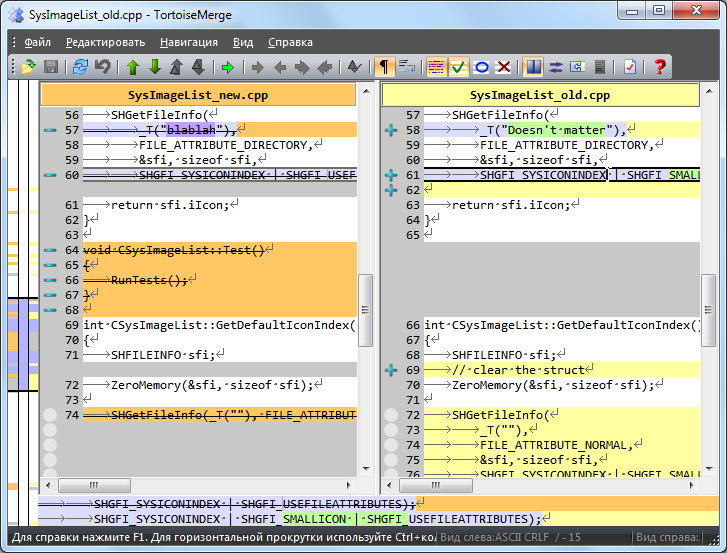 SysImageList_old.cpp - TortoiseMerge
Файл Редактировать Навигация Вид Справка
SysImageList_new.cpp
56 SHGetFileInfo(
57 _T("blablah"),
58 FILE_ATTRIBUTE_DIRECTORY,
59 &sfi, sizeof sfi,
60 SHGFI_SYSICONINDEX | SHGFI_USEF
61 return sfi.iIcon;
62 }
63
64 void CSysImageList::Test()
65 {
66 RunTests();
67 }
68
69 int CSysImageList::GetDefaultIconIndex(
70 {
71 SHFILEINFO sfi;
72 ZeroMemory(&sfi, sizeof sfi);
73
74 SHGetFileInfo(_T(""), FILE_ATTRIBUT
SysImageList_old.cpp
57 SHGetFileInfo(
58 _T("Doesn't matter"),
59 FILE_ATTRIBUTE_DIRECTORY,
60 &sfi, sizeof sfi,
61 SHGFI_SYSICONINDEX | SHGFI_SMALL
62
63 return sfi.iIcon;
64 }
65
66 int CSysImageList::GetDefaultIconIndex()
67 {
68 SHFILEINFO sfi;
69 // clear the struct
70 ZeroMemory(&sfi, sizeof sfi);
71
72 SHGetFileInfo(
73 _T(""),
74 FILE_ATTRIBUTE_NORMAL,
75 &sfi, sizeof sfi,
76 SHGFI_SYSICONINDEX | SHGFI_SMAL
SHGFI_SYSICONINDEX | SHGFI_USEFILEATTRIBUTES);
SHGFI_SYSICONINDEX | SHGFI_SMALLICON | SHGFI_USEFILEATTRIBUTES);
Для справки нажмите F1. Для горизонтальной прокрутки используйте Ctrl+кол Вид слева:ASCII CRLF / - 15 Вид справа: